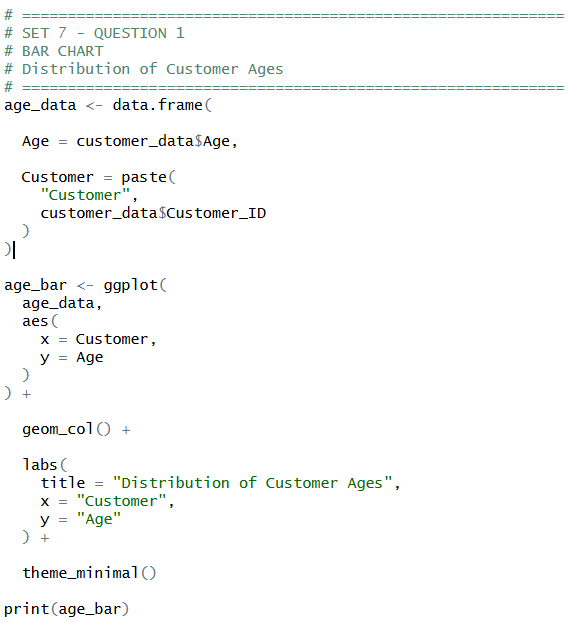 # ============================================================
# SET 7 - QUESTION 1
# BAR CHART
# Distribution of Customer Ages
# ============================================================
age_data <- data.frame(
  Age = customer_data$Age,
  Customer = paste(
    "Customer",
    customer_data$Customer_ID
  )
)
age_bar <- ggplot(
  age_data,
  aes(
    x = Customer,
    y = Age
  )
) +
  geom_col() +
  labs(
    title = "Distribution of Customer Ages",
    x = "Customer",
    y = "Age"
  ) +
  theme_minimal()
print(age_bar)